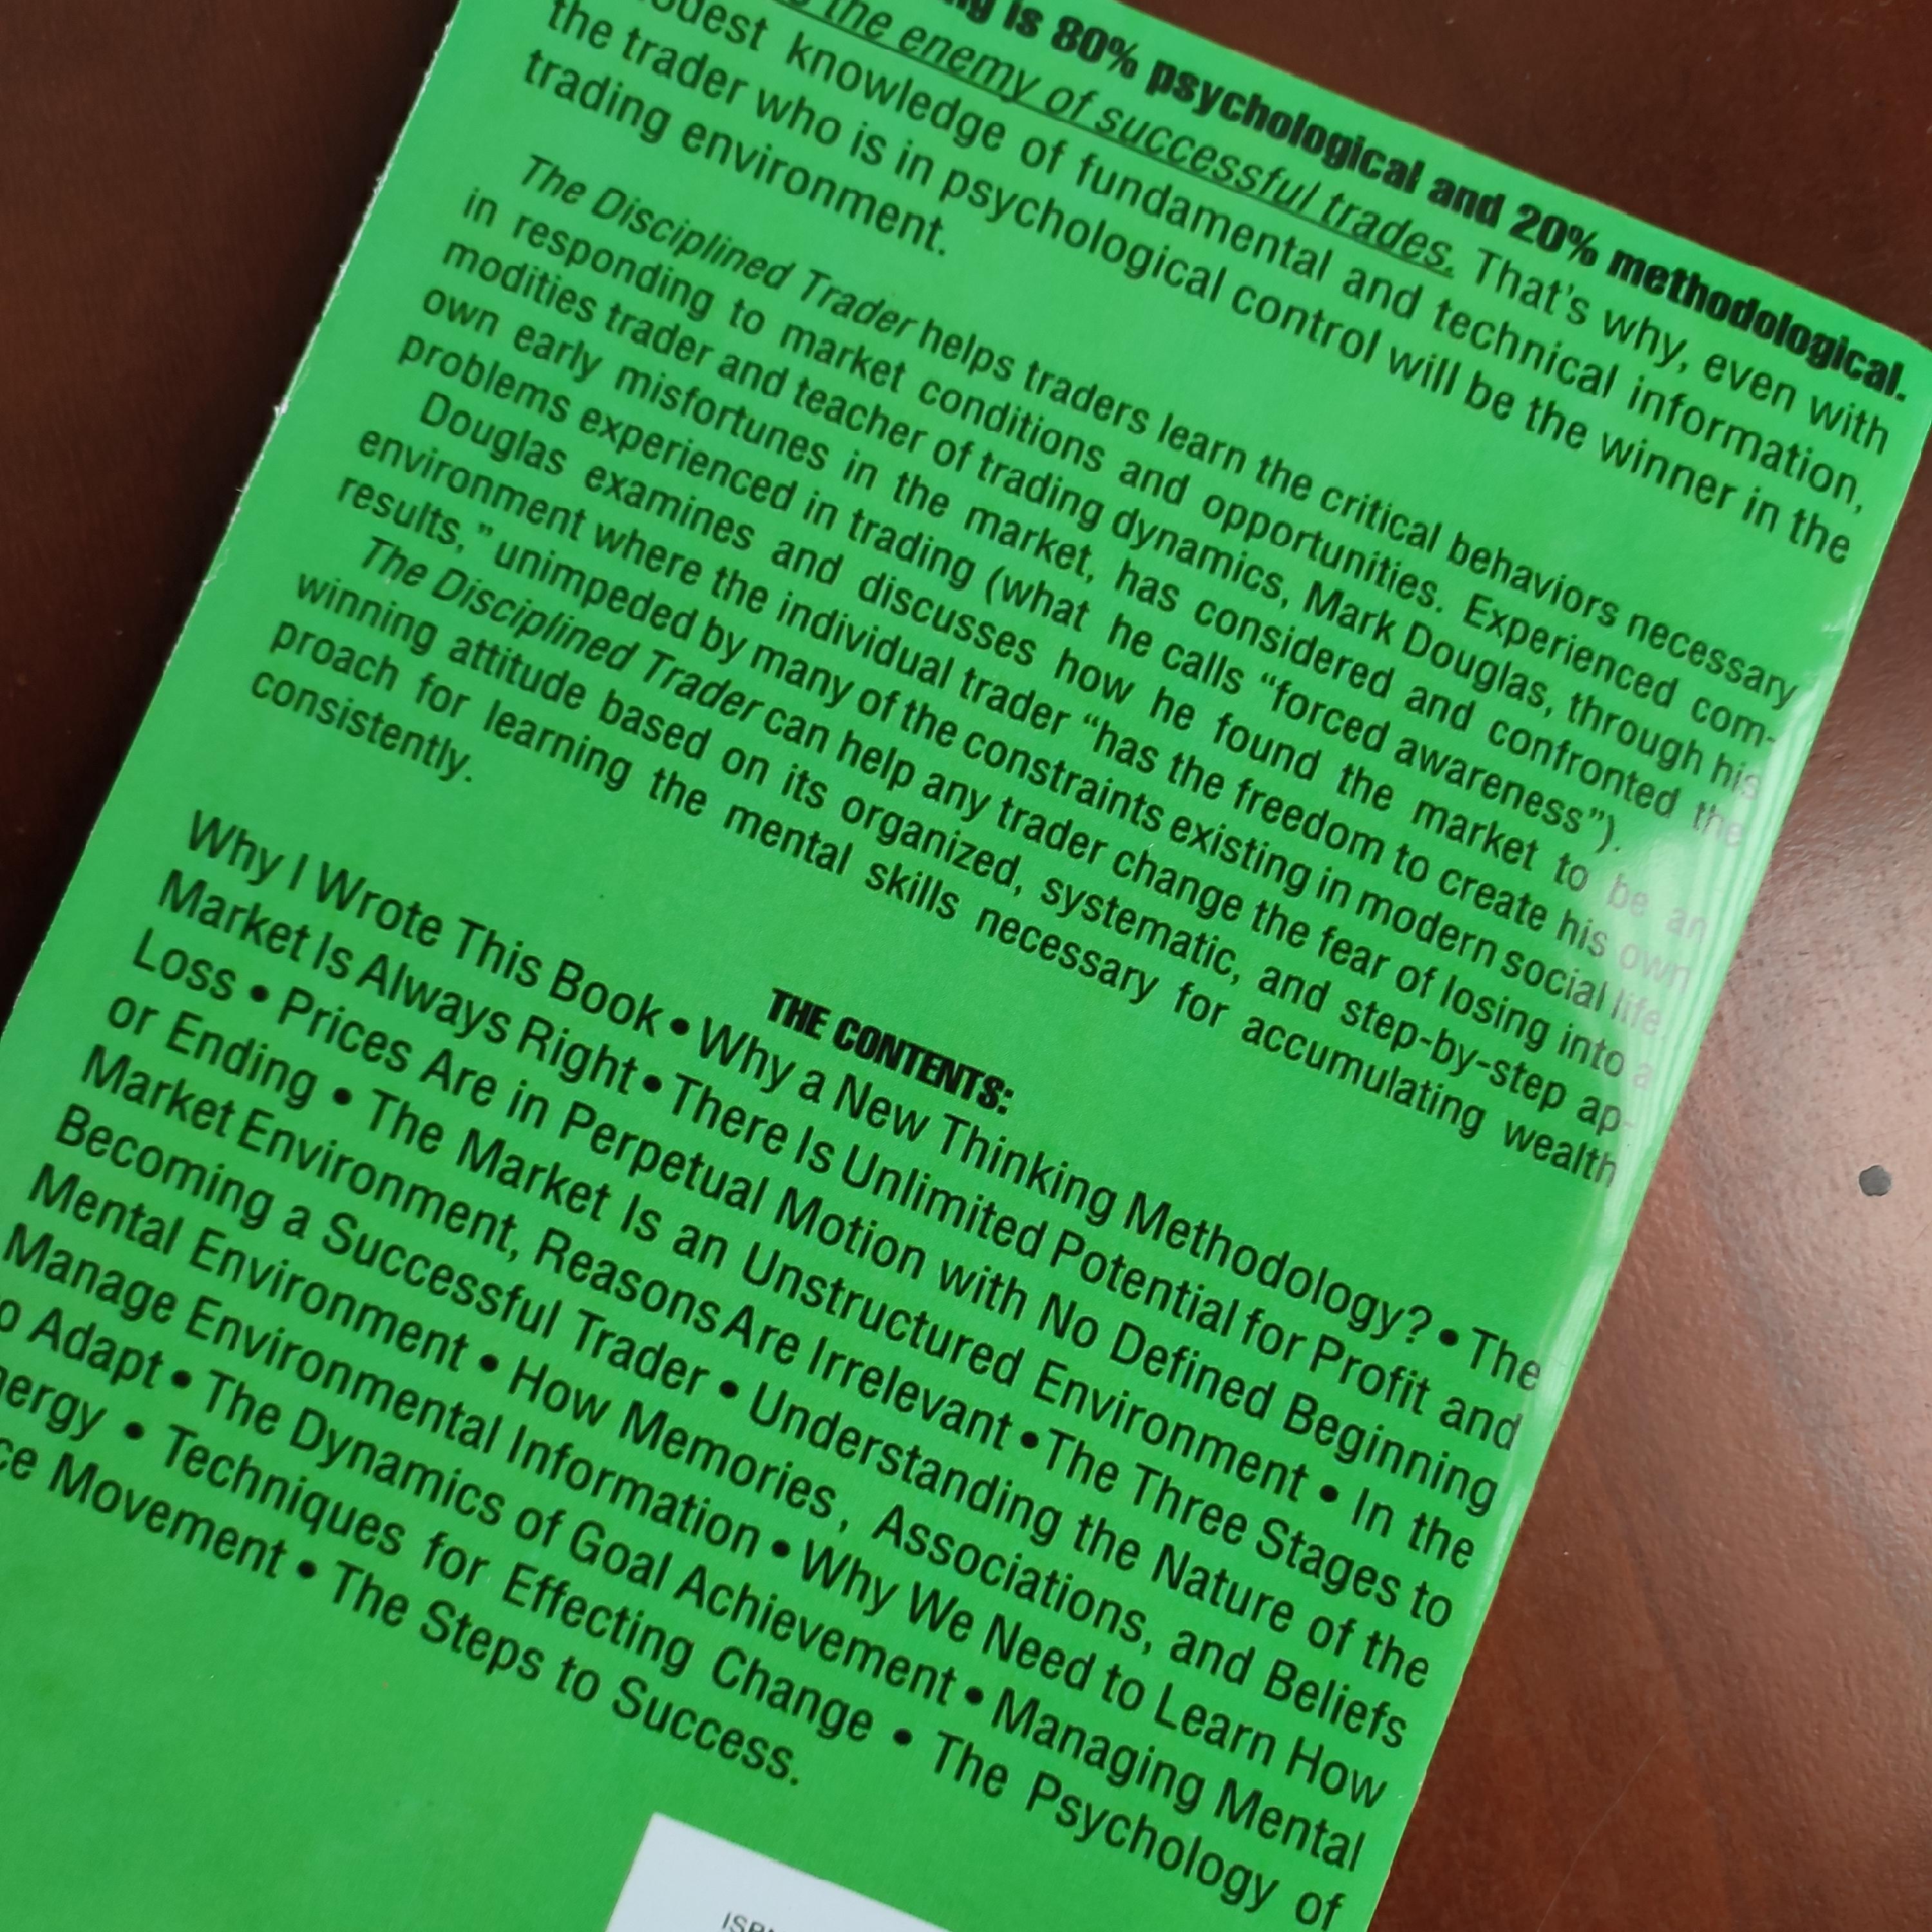 is 80% psychological and 20% methodological.
the enemy of successful trades. That's why, even with
knowledge of fundamental and technical information,
the trader who is in psychological control will be the winner in the
trading environment.
The Disciplined Trader helps traders learn the critical behaviors necessary
in responding to market conditions and opportunities. Experienced com-
modities trader and teacher of trading dynamics, Mark Douglas, through his
own early misfortunes in the market, has considered and confronted the
problems experienced in trading (what he calls “forced awareness”).
Douglas examines and discusses how he found the market to be an
environment where the individual trader “has the freedom to create his own
results,” unimpeded by many of the constraints existing in modern social life.
The Disciplined Trader can help any trader change the fear of losing into a
winning attitude based on its organized, systematic, and step-by-step ap-
proach for learning the mental skills necessary for accumulating wealth
consistently.
THE CONTENTS:
Why I Wrote This Book • Why a New Thinking Methodology? • The
Market Is Always Right • There Is Unlimited Potential for Profit and
Loss • Prices Are in Perpetual Motion with No Defined Beginning
or Ending • The Market Is an Unstructured Environment • In the
Market Environment, Reasons Are Irrelevant • The Three Stages to
Becoming a Successful Trader • Understanding the Nature of the
Mental Environment • How Memories, Associations, and Beliefs
Manage Environmental Information • Why We Need to Learn How
Adapt • The Dynamics of Goal Achievement • Managing Mental
• Techniques for Effecting Change • The Psychology of
Movement • The Steps to Success.